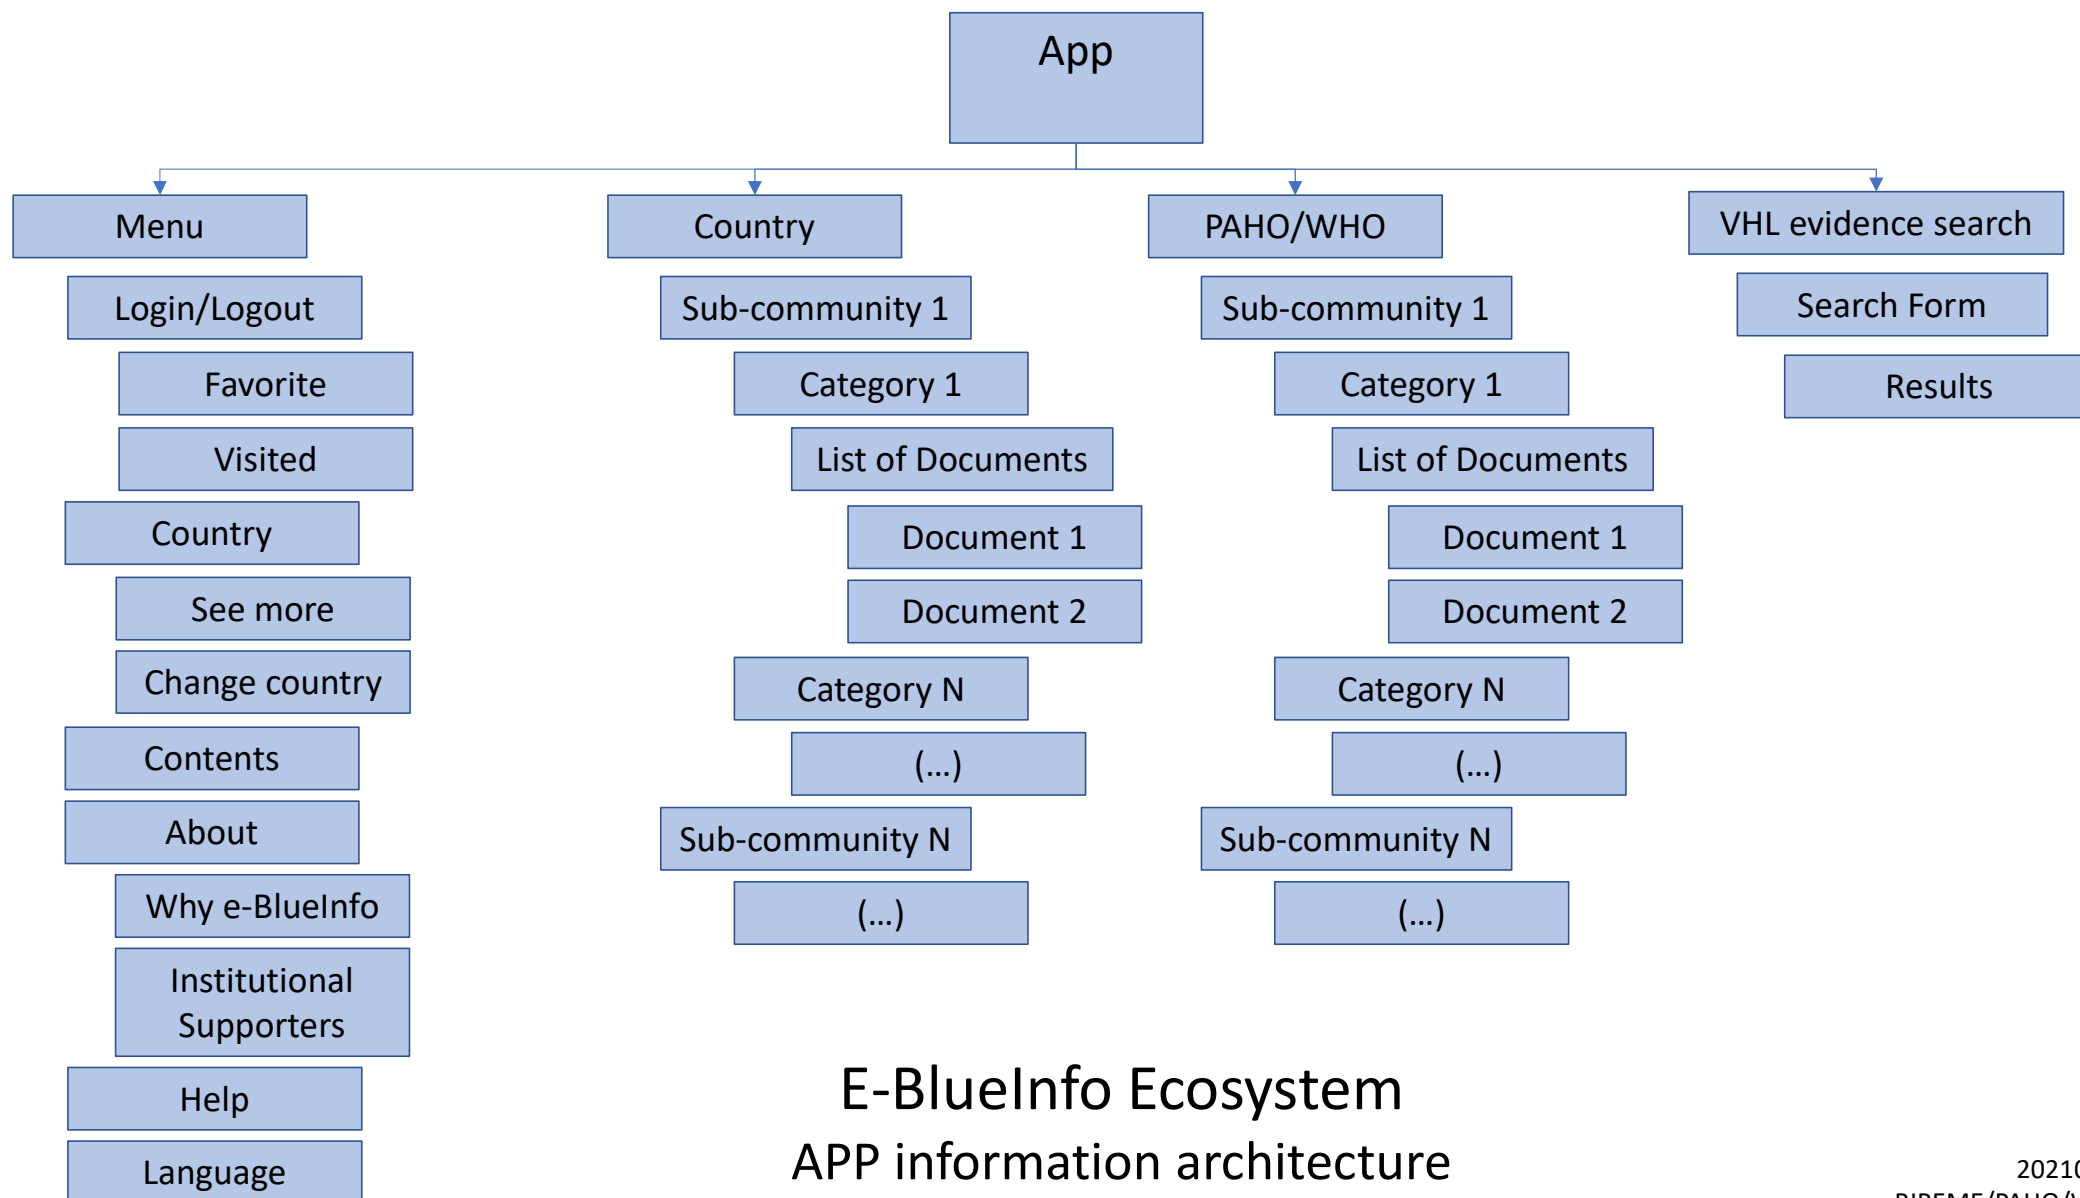 App
Menu
Login/Logout
Favorite
Visited
Country
See more
Change country
Contents
About
Why e-BlueInfo
Institutional
Supporters
Help
Language
Country
Sub-community 1
Category 1
List of Documents
Document 1
Document 2
Category N
(...)
Sub-community N
(...)
PAHO/WHO
Sub-community 1
Category 1
List of Documents
Document 1
Document 2
Category N
(...)
Sub-community N
(...)
VHL evidence search
Search Form
Results
E-BlueInfo Ecosystem
APP information architecture